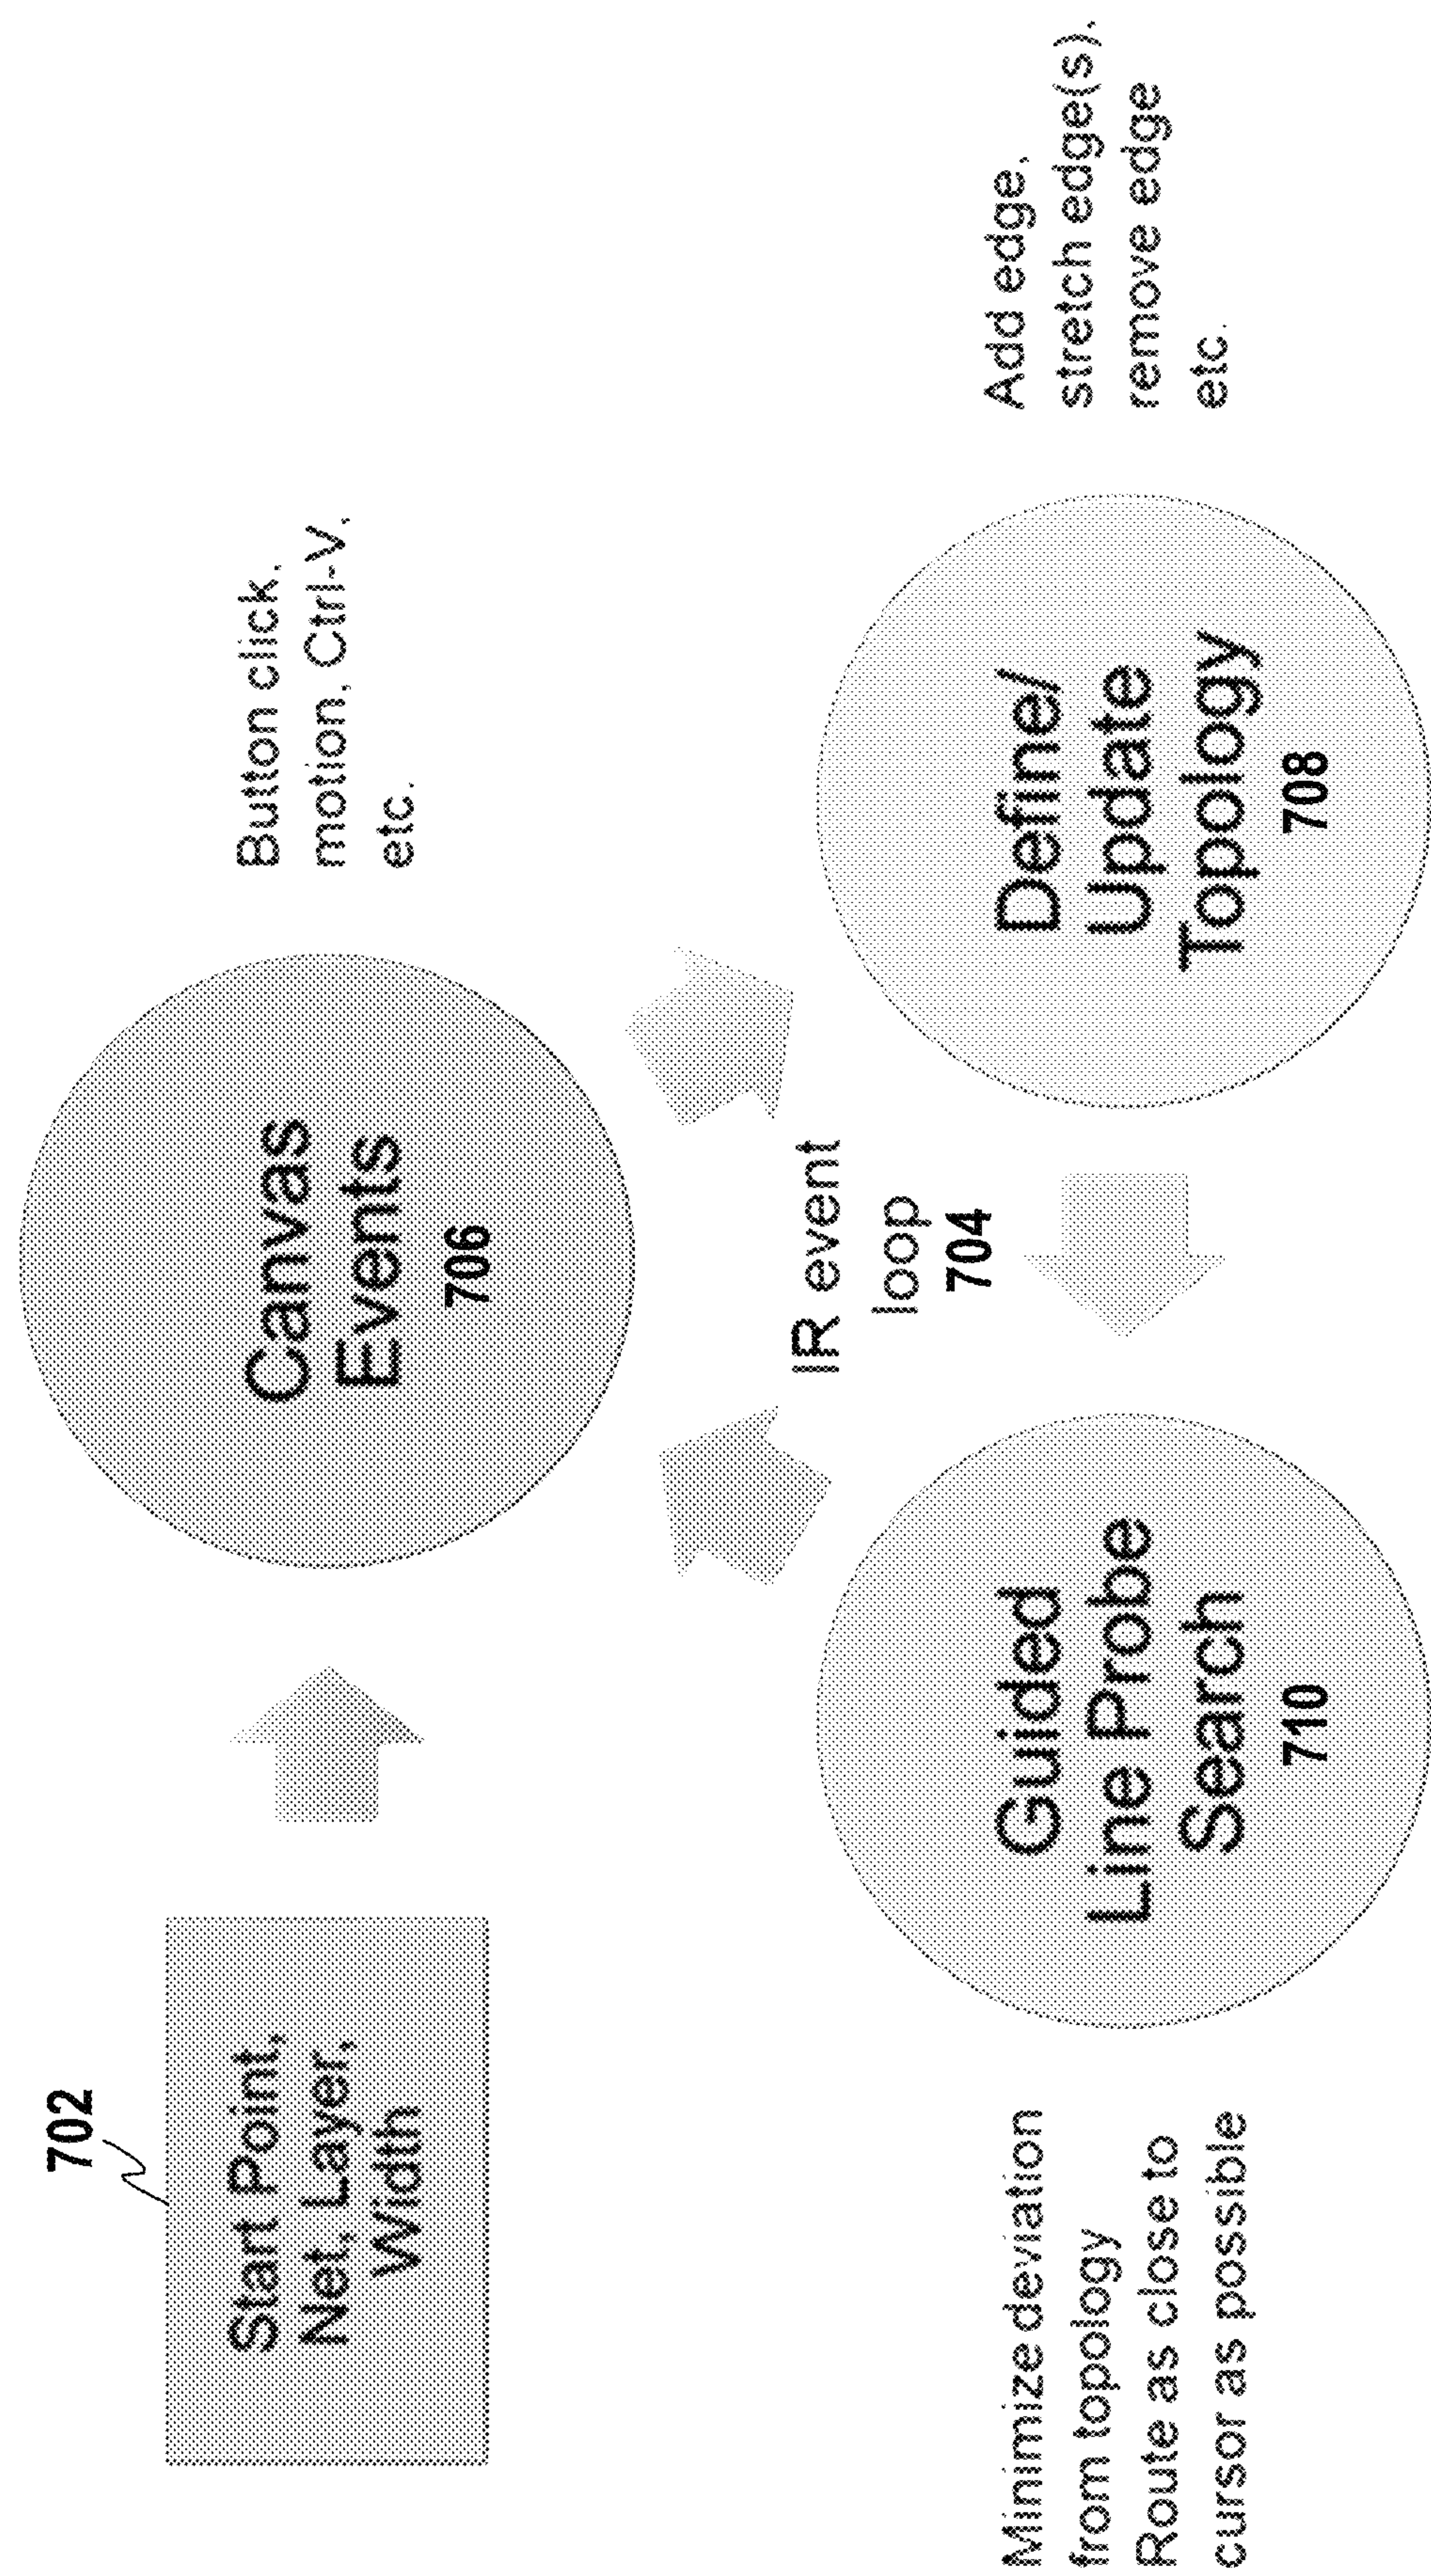 702
Start Point,
Net, Layer,
Width
Canvas
Events
706
Button click,
motion, Ctrl-V,
etc.
IR event
loop
704
Minimize deviation
from topology
Route as close to
cursor as possible
Guided
Line Probe
Search
710
Define/
Update
Topology
708
Add edge,
stretch edge(s),
remove edge
etc.